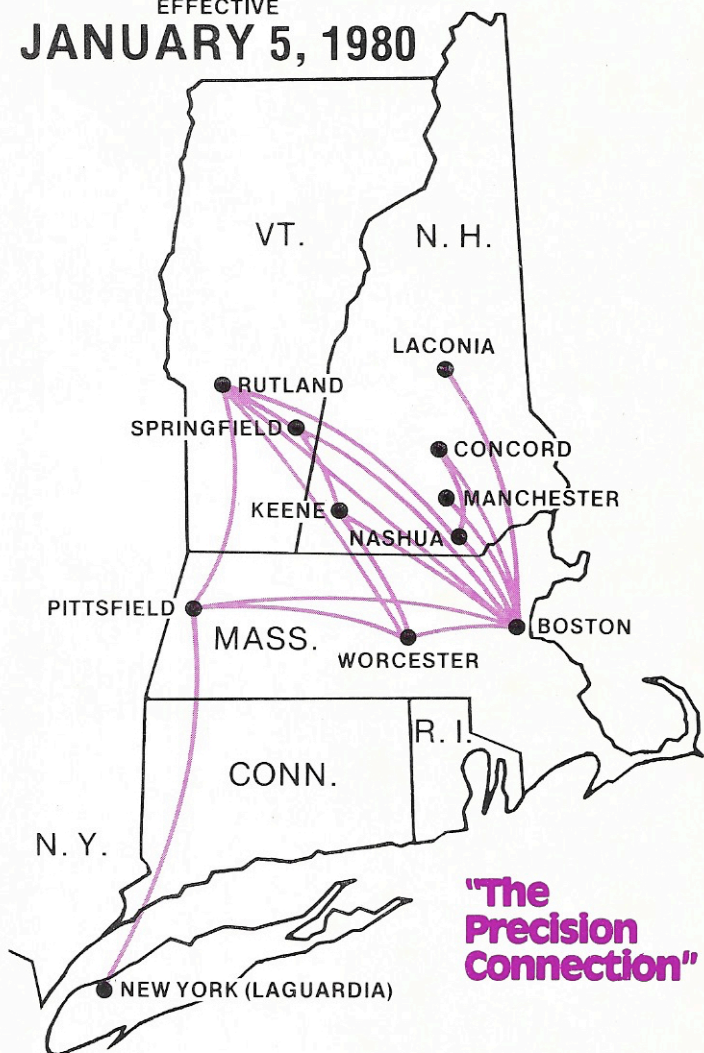 EFFECTIVE
JANUARY 5, 1980
VT.
N. H.
LACONIA
RUTLAND
SPRINGFIELD
CONCORD
MANCHESTER
KEENE
NASHUA
PITTSFIELD
BOSTON
MASS.
WORCESTER
R. I.
CONN.
N. Y.
"The
Precision
Connection"
NEW YORK (LAGUARDIA)